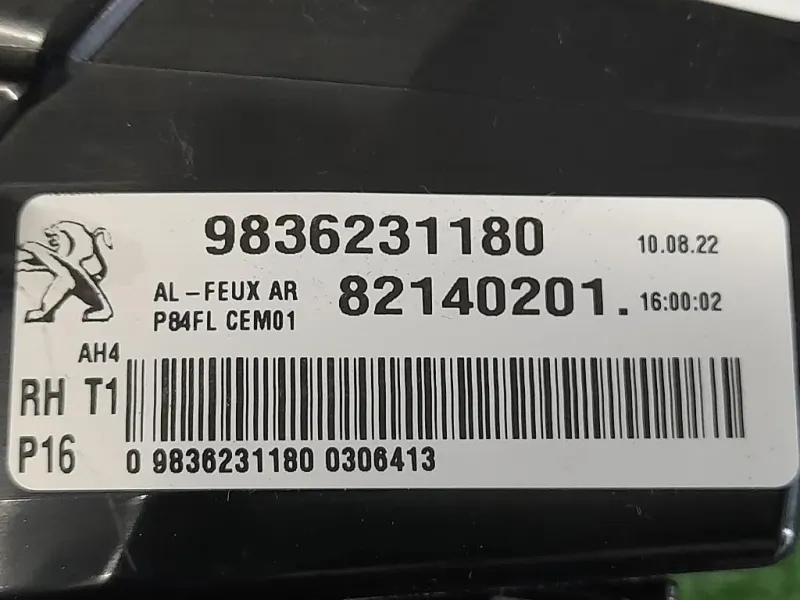 9836231180 10.08.22
AL-FEUX AR 82140201. 16:00:02
P84FL CEM01
AH4
RH T1
P16 0 9836231180 0306413